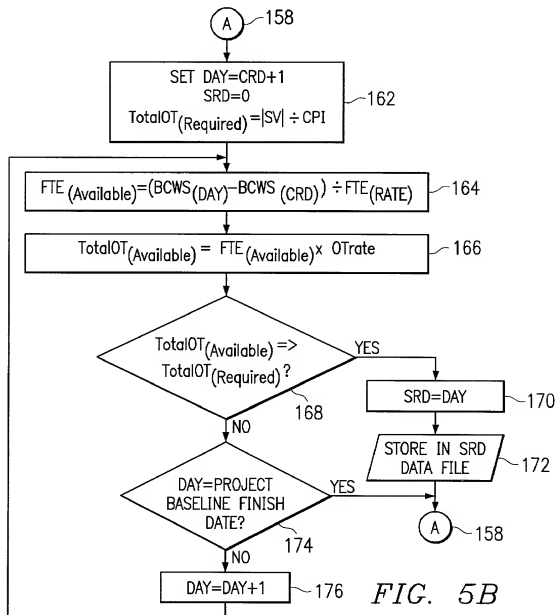 A 158
SET DAY=CRD+1
SRD=0
TotalOT(Required)=|SV|÷CPI
162
FTE(Available)=(BCWS(DAY)-BCWS(CRD))÷FTE(RATE)
164
TotalOT(Available) = FTE(Available) x OTrate
166
TotalOT(Available) =>
TotalOT(Required)?
168
YES
NO
SRD=DAY
170
STORE IN SRD
DATA FILE
172
DAY=PROJECT
BASELINE FINISH
DATE?
174
YES
NO
A
158
DAY=DAY+1
176
FIG. 5B